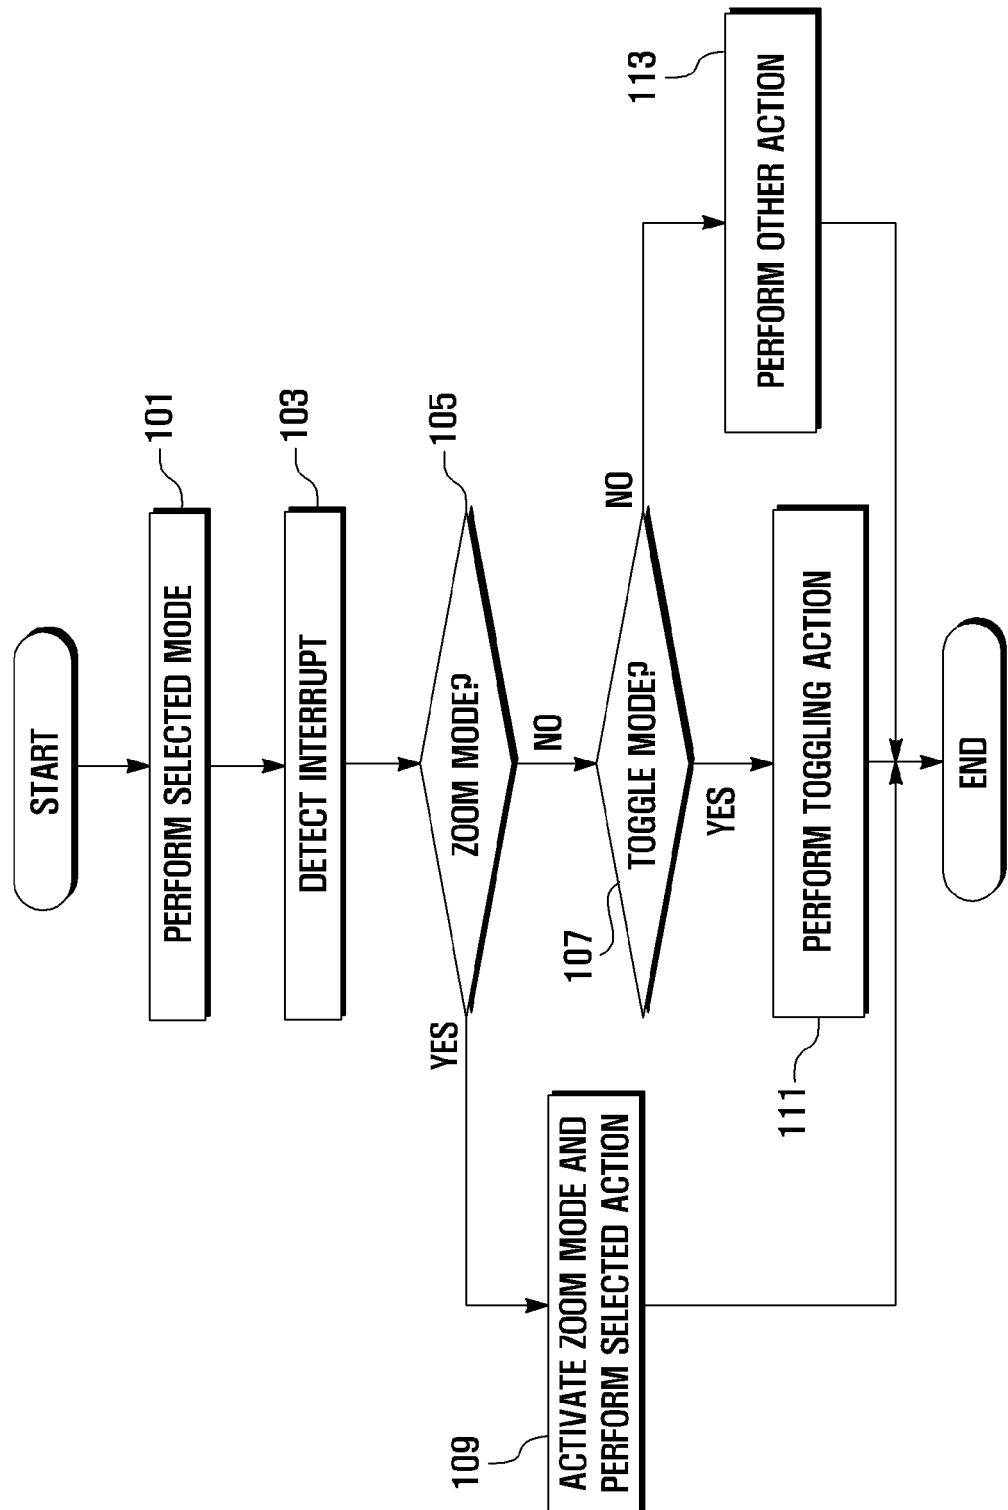 START
PERFORM SELECTED MODE
101
DETECT INTERRUPT
103
ZOOM MODE?
105
YES
NO
ACTIVATE ZOOM MODE AND
PERFORM SELECTED ACTION
109
TOGGLE MODE?
107
NO
YES
PERFORM TOGGLING ACTION
111
PERFORM OTHER ACTION
113
END